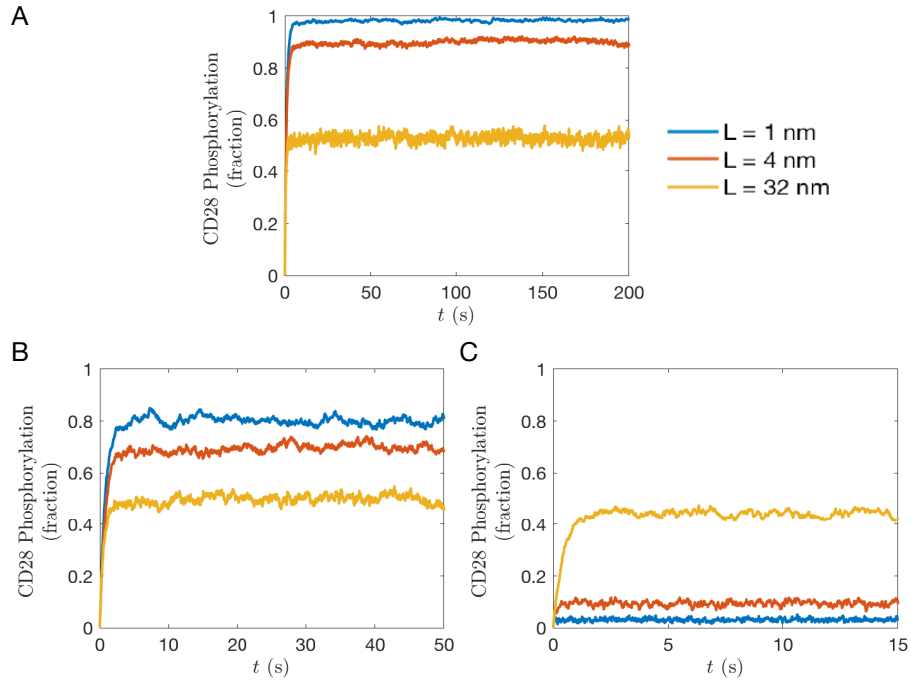 A
CD28 Phosphorylation
(fraction)
1
0.8
0.6
0.4
0.2
0
0 50 100 150 200
t (s)
L = 1 nm
L = 4 nm
L = 32 nm
B
CD28 Phosphorylation
(fraction)
1
0.8
0.6
0.4
0.2
0
0 10 20 30 40 50
t (s)
C
CD28 Phosphorylation
(fraction)
1
0.8
0.6
0.4
0.2
0
0 5 10 15
t (s)